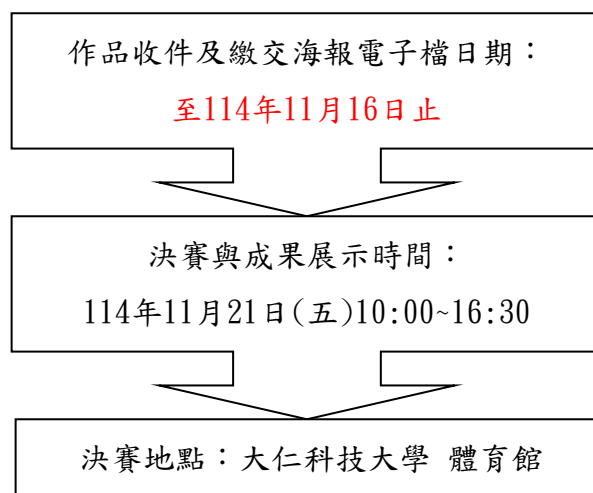 作品收件及繳交海報電子檔日期：
至114年11月16日止
決賽與成果展示時間：
114年11月21日(五)10:00~16:30
決賽地點：大仁科技大學 體育館